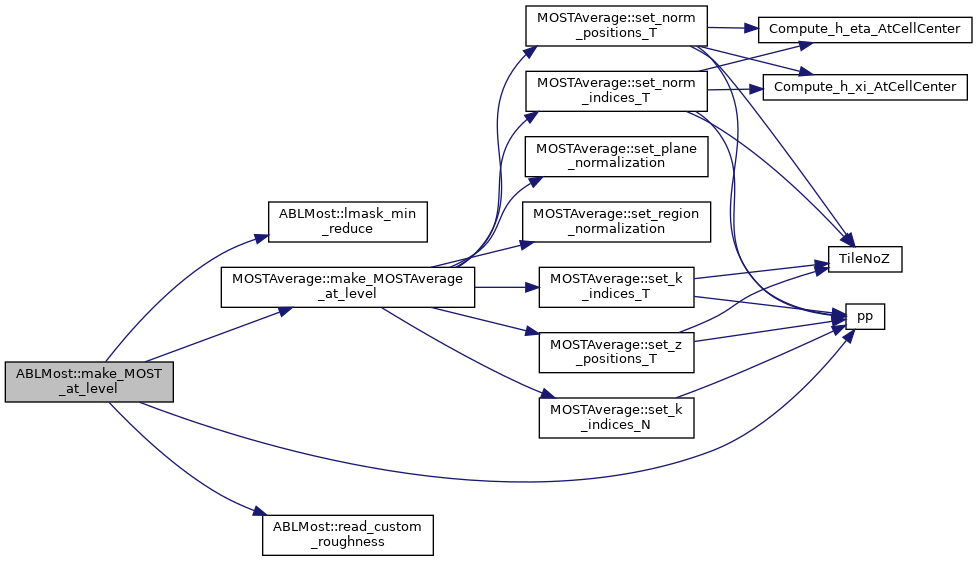 MOSTAverage::set_norm
_positions_T
Compute_h_eta_AtCellCenter
MOSTAverage::set_norm
_indices_T
Compute_h_xi_AtCellCenter
MOSTAverage::set_plane
_normalization
ABLMost::lmask_min
_reduce
MOSTAverage::set_region
_normalization
TileNoZ
MOSTAverage::make_MOSTAverage
_at_level
MOSTAverage::set_k
_indices_T
pp
MOSTAverage::set_z
_positions_T
ABLMost::make_MOST
_at_level
MOSTAverage::set_k
_indices_N
ABLMost::read_custom
_roughness